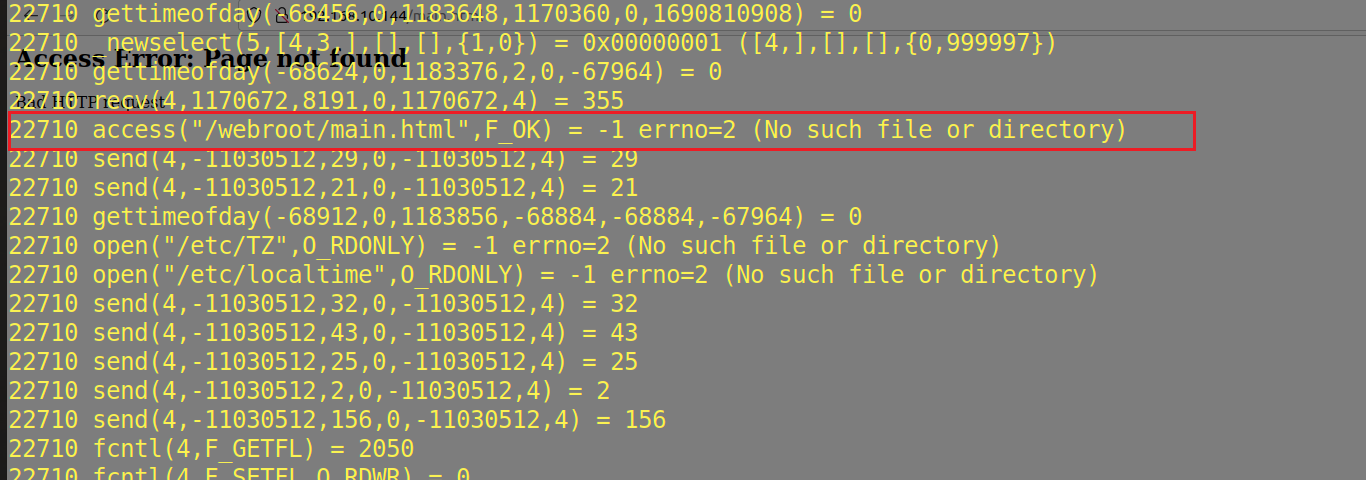 22710 gettimeofday(-68456,0,1183648,1170360,0,1690810908) = 0
22710 _newselect(5,[4,3,],[],[],{1,0}) = 0x00000001 ([4,],[],[],{0,999997})
Access Error: Page not found
22710 gettimeofday(-68624,0,1183376,2,0,-67964) = 0
22710 recv(4,1170672,8191,0,1170672,4) = 355
Bad HTTP request
22710 access("/webroot/main.html",F_OK) = -1 errno=2 (No such file or directory)
22710 send(4,-11030512,29,0,-11030512,4) = 29
22710 send(4,-11030512,21,0,-11030512,4) = 21
22710 gettimeofday(-68912,0,1183856,-68884,-68884,-67964) = 0
22710 open("/etc/TZ",O_RDONLY) = -1 errno=2 (No such file or directory)
22710 open("/etc/localtime",O_RDONLY) = -1 errno=2 (No such file or directory)
22710 send(4,-11030512,32,0,-11030512,4) = 32
22710 send(4,-11030512,43,0,-11030512,4) = 43
22710 send(4,-11030512,25,0,-11030512,4) = 25
22710 send(4,-11030512,2,0,-11030512,4) = 2
22710 send(4,-11030512,156,0,-11030512,4) = 156
22710 fcntl(4,F_GETFL) = 2050
22710 fcntl(4,F_SETFL,O_RDWR) = 0